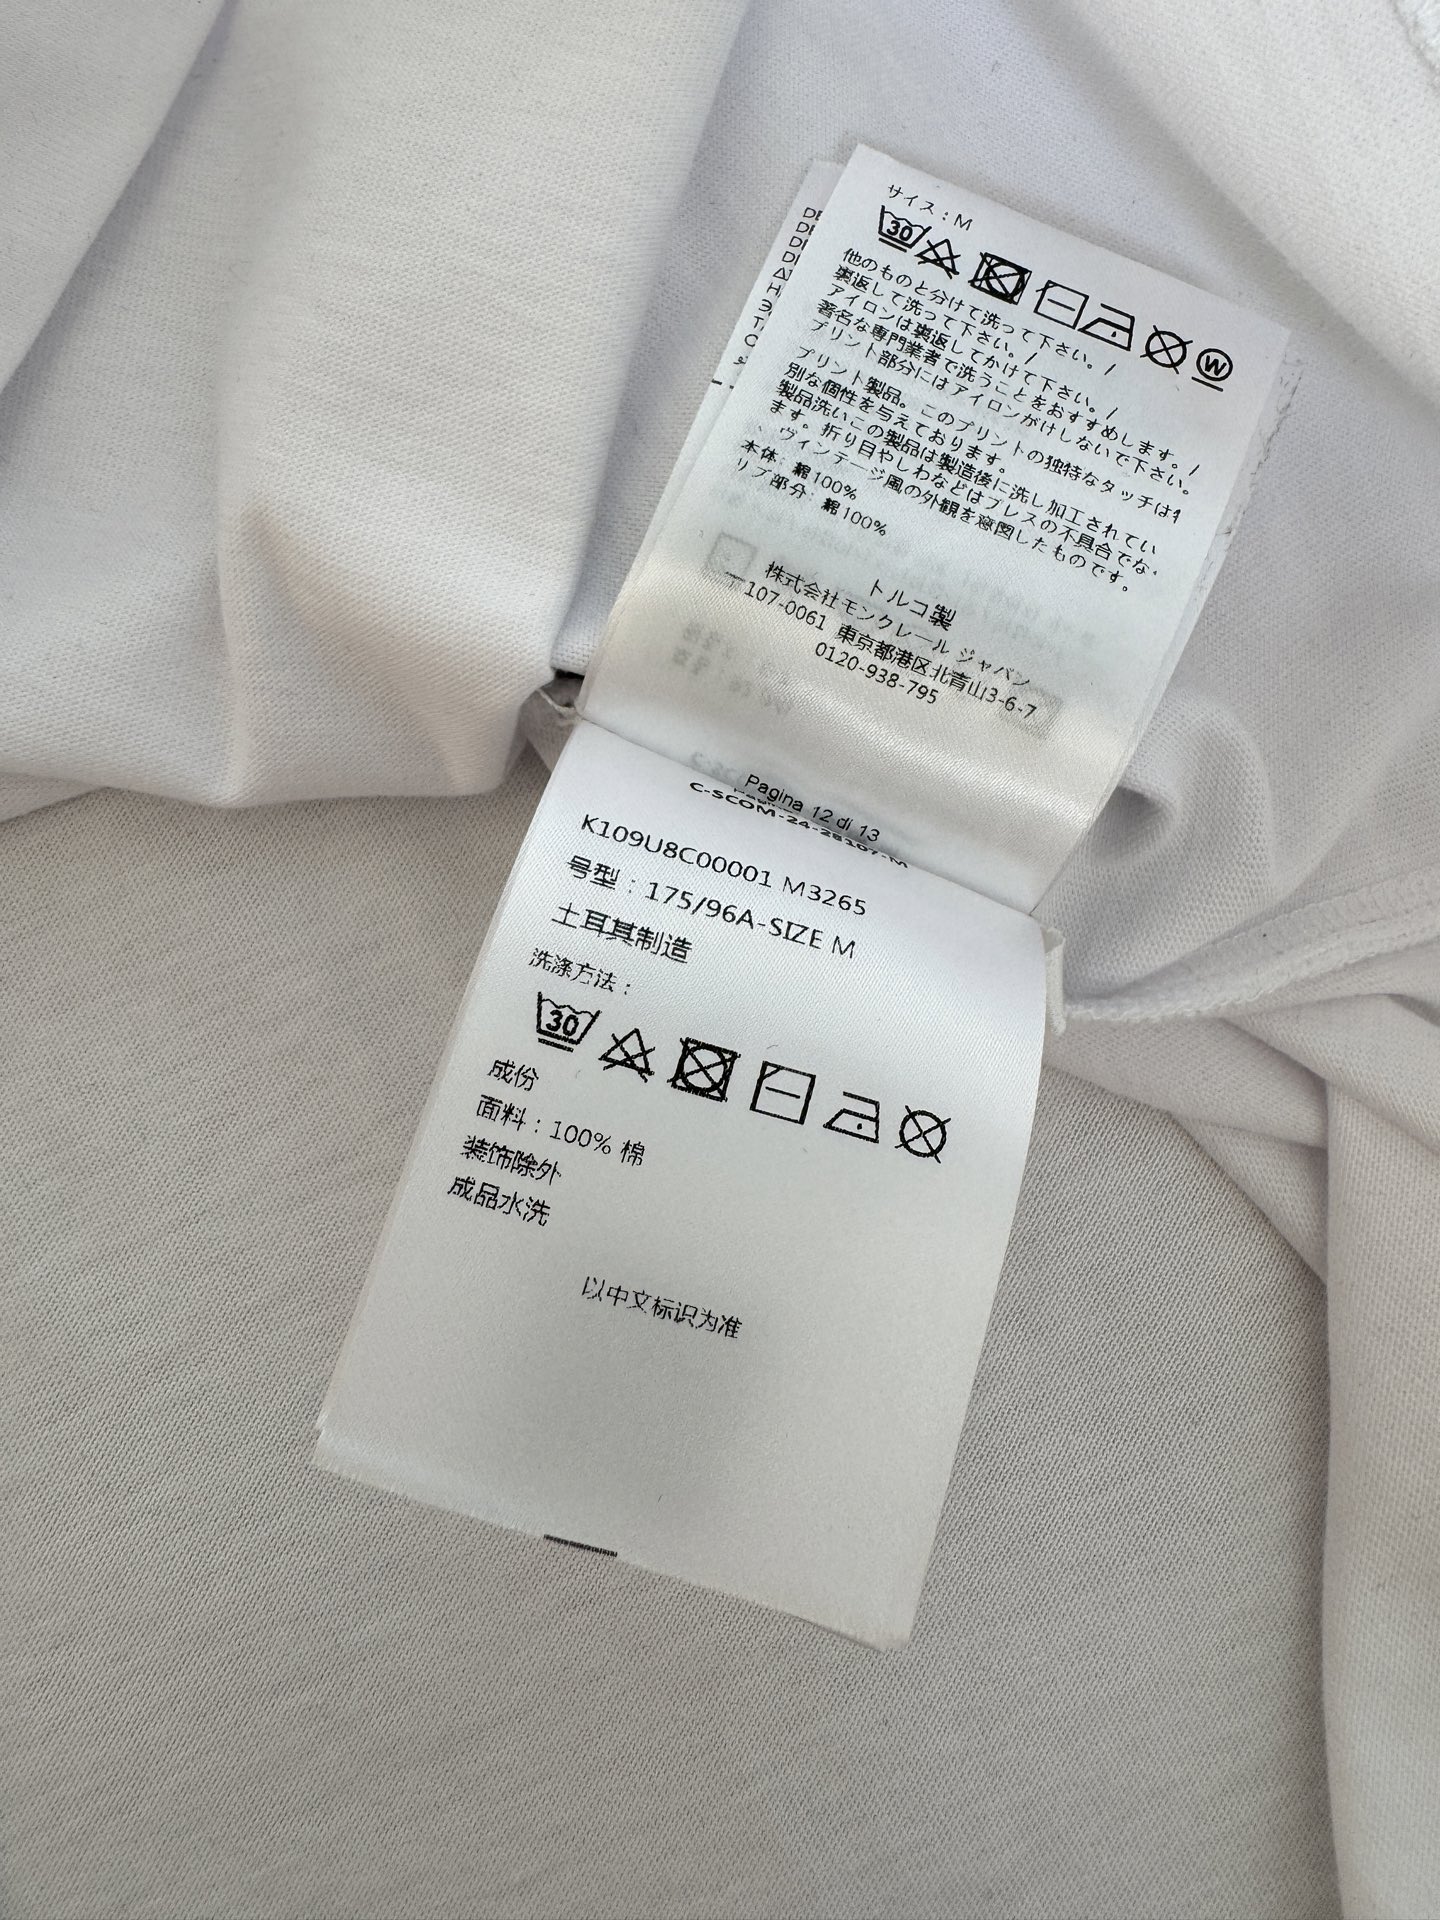 サイズ：M
30
W
他のものと分けて洗って下さい。/
裏返して洗って下さい。/
アイロンは裏返してかけて下さい。/
著名な専門業者で洗うことをおすすめします。/
プリント部分にはアイロンがけしないで下さい。
プリント製品。このプリントの独特なタッチは
別な個性を与えております。
製品洗いこの製品は製造後に洗し加工されてい
ます。折り目やしわなどはプレスの不具合でな
、ヴィンテージ風の外観を意図したものです。
本体: 綿100%
リブ部分: 綿100%
トルコ製
株式会社モンクレール ジャパン
107-0061 東京都港区北青山3-6-7
0120-938-795
Pagina 12 di 13
C-SCOM-24-28107-M
K109U8C00001 M3265
号型：175/96A-SIZE M
土耳其制造
洗涤方法：
30
成份
面料：100% 棉
装饰除外
成品水洗
以中文标识为准